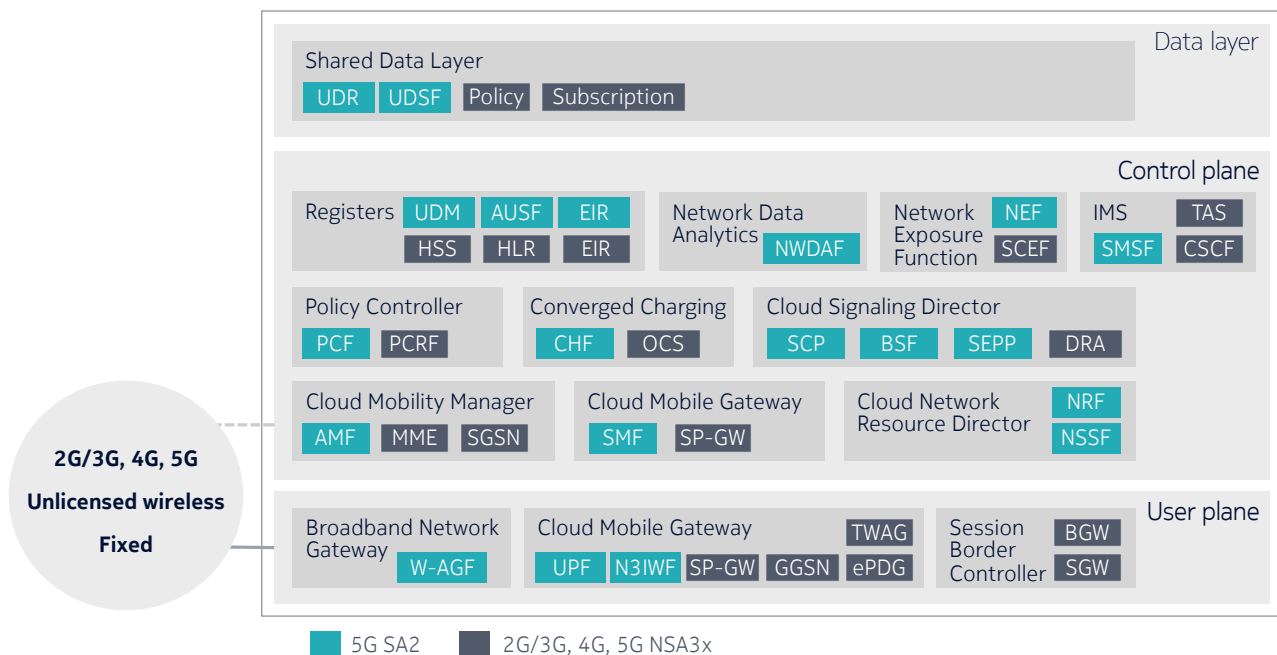 Data layer
Shared Data Layer
UDR UDSF Policy Subscription
Control plane
Registers UDM AUSF EIR
HSS HLR EIR
Network Data
Analytics NWDAF
Network NEF
Exposure SCEF
Function
IMS TAS
SMSF CSCF
Policy Controller
PCF PCRF
Converged Charging
CHF OCS
Cloud Signaling Director
SCP BSF SEPP DRA
Cloud Mobility Manager
AMF MME SGSN
Cloud Mobile Gateway
SMF SP-GW
Cloud Network NRF
Resource Director NSSF
2G/3G, 4G, 5G
Unlicensed wireless
Fixed
User plane
Broadband Network
Gateway W-AGF
Cloud Mobile Gateway TWAG
UPF N3IWF SP-GW GGSN ePDG
Session BGW
Border
Controller SGW
5G SA2 2G/3G, 4G, 5G NSA3x